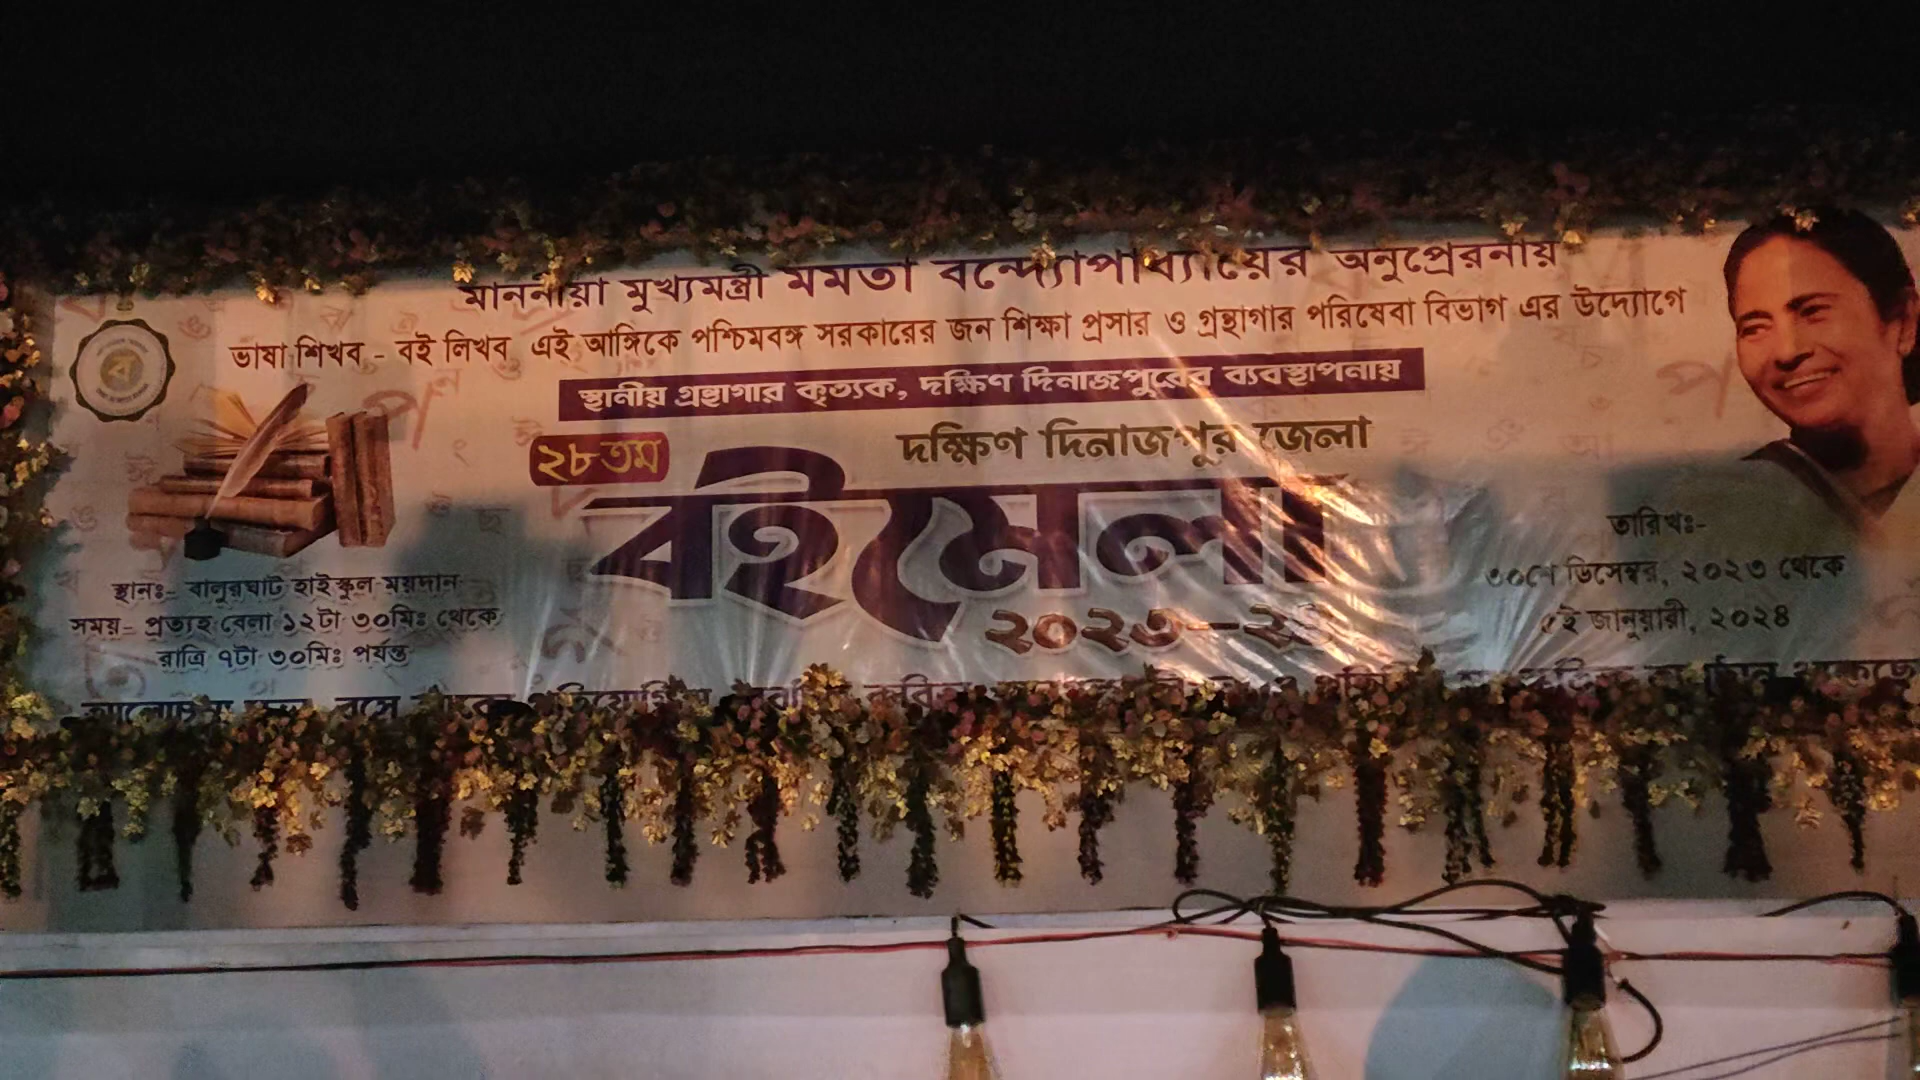 মাননীয়া মুখ্যমন্ত্রী মমতা বন্দ্যোপাধ্যায়ের অনুপ্রেরনায়
ভাষা শিখব - বই লিখব এই আঙ্গিকে পশ্চিমবঙ্গ সরকারের জন শিক্ষা প্রসার ও গ্রন্থাগার পরিষেবা বিভাগ এর উদ্যোগে
স্থানীয় গ্রন্থাগার কৃত্যক, দক্ষিণ দিনাজপুরের ব্যবস্থাপনায়
২৮তম
দক্ষিণ দিনাজপুর জেলা
বইমেলা
২০২৩-২৪
স্থানঃ- বালুরঘাট হাইস্কুল ময়দান
সময়- প্রত্যহ বেলা ১২টা ৩০মিঃ থেকে
রাত্রি ৭টা ৩০মিঃ পর্যন্ত
তারিখঃ-
৩০শে ডিসেম্বর, ২০২৩ থেকে
৫ই জানুয়ারী, ২০২৪